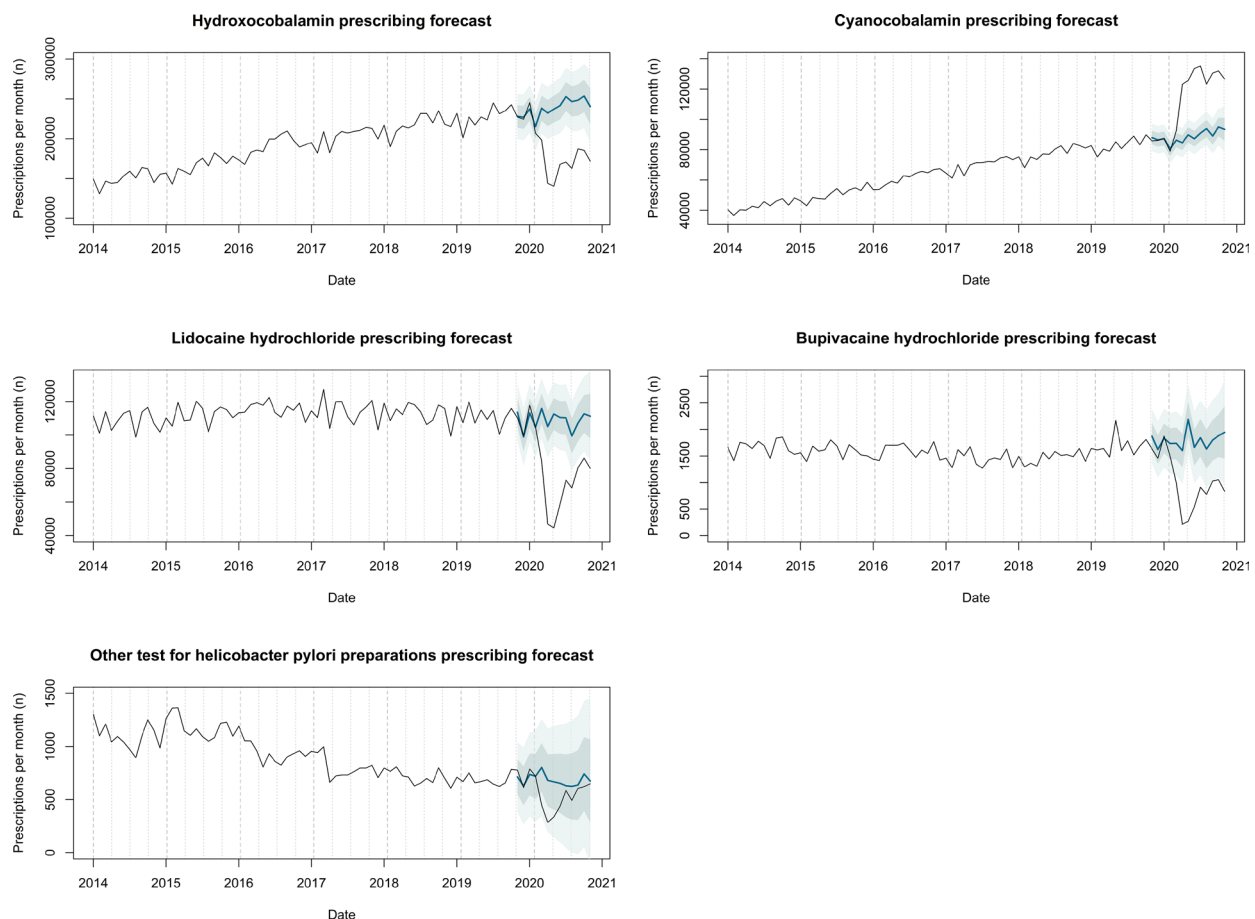 Hydroxocobalamin prescribing forecast
Prescriptions per month (n)
300000
200000
100000
2014 2015 2016 2017 2018 2019 2020 2021
Date
Cyanocobalamin prescribing forecast
Prescriptions per month (n)
120000
80000
40000
2014 2015 2016 2017 2018 2019 2020 2021
Date
Lidocaine hydrochloride prescribing forecast
Prescriptions per month (n)
120000
80000
40000
2014 2015 2016 2017 2018 2019 2020 2021
Date
Bupivacaine hydrochloride prescribing forecast
Prescriptions per month (n)
2500
1500
500
0
2014 2015 2016 2017 2018 2019 2020 2021
Date
Other test for helicobacter pylori preparations prescribing forecast
Prescriptions per month (n)
1500
1000
500
0
2014 2015 2016 2017 2018 2019 2020 2021
Date